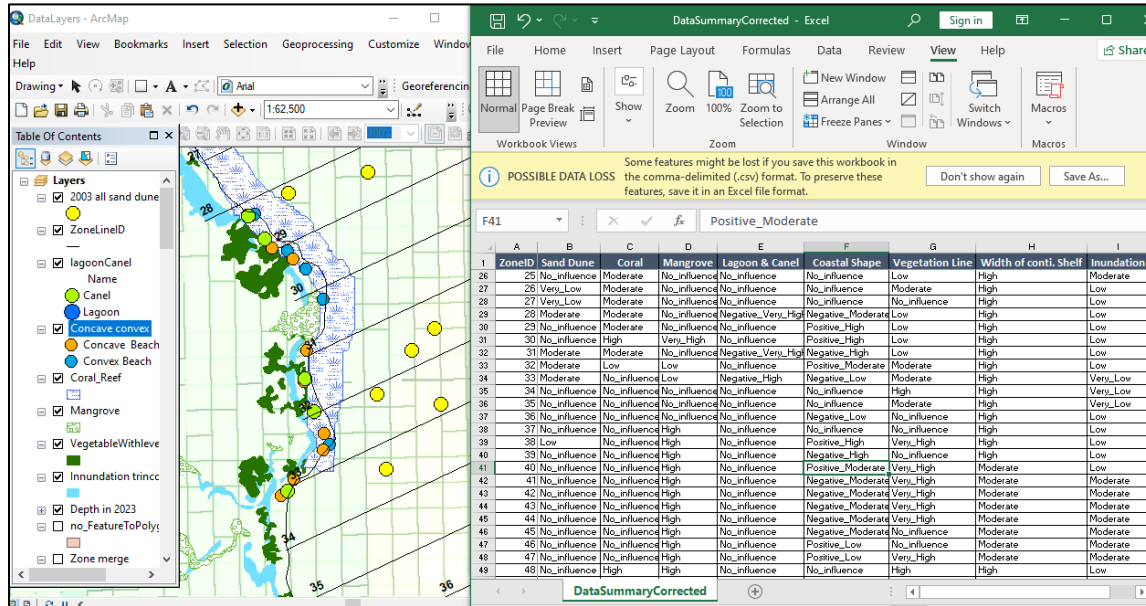 DataLayers - ArcMap
File Edit View Bookmarks Insert Selection Geoprocessing Customize Window
Help
Drawing Arial Georeferencin
1:62,500
Table Of Contents
Layers
2003 all sand dune
ZoneLineID
lagoonCanel
Name
Canel
Lagoon
Concave convex
Concave Beach
Convex Beach
Coral_Reef
Mangrove
VegetableWithleve
Innundation trincc
Depth in 2023
no_FeatureToPoly
Zone merge
27
28
29
30
31
34
35
36
DataSummaryCorrected - Excel
Sign in
File Home Insert Page Layout Formulas Data Review View Help Share
Normal Page Break Preview
Show
Zoom 100% Zoom to Selection
New Window
Arrange All
Freeze Panes
Switch Windows
Macros
Workbook Views Zoom Window Macros
POSSIBLE DATA LOSS Some features might be lost if you save this workbook in the comma-delimited (.csv) format. To preserve these features, save it in an Excel file format. Don't show again Save As...
F41 fx Positive_Moderate
A B C D E F G H I
1 ZoneID Sand Dune Coral Mangrove Lagoon & Canel Coastal Shape Vegetation Line Width of conti. Shelf Inundation
26 25 No_influence Moderate No_influence No_influence No_influence Low High Moderate
27 26 Very_Low Moderate No_influence No_influence No_influence Moderate High Low
28 27 Very_Low Moderate No_influence No_influence No_influence No_influence High Low
29 28 Moderate Moderate No_influence Negative_Very_High Negative_Moderate Low High Low
30 29 No_influence Moderate No_influence No_influence Positive_High Low High Low
31 30 No_influence High Very_High No_influence No_influence Low High Low
32 31 Moderate Moderate No_influence Negative_Very_High Negative_High Low High Low
33 32 Moderate Low Low No_influence Positive_Moderate Moderate High Low
34 33 Moderate No_influence Low Negative_High Negative_Low Moderate High Very_Low
35 34 No_influence No_influence No_influence No_influence No_influence High High Very_Low
36 35 No_influence No_influence No_influence No_influence No_influence Moderate High Very_Low
37 36 No_influence No_influence High No_influence Negative_Low No_influence High Low
38 37 No_influence No_influence High No_influence No_influence No_influence High Low
39 38 Low No_influence High No_influence Positive_High Very_High High Low
40 39 No_influence No_influence High No_influence Negative_High No_influence High Low
41 40 No_influence No_influence High No_influence Positive_Moderate Very_High Moderate Low
42 41 No_influence No_influence High No_influence Negative_Moderate Very_High Moderate Moderate
43 42 No_influence No_influence High No_influence Negative_Moderate Very_High Moderate Moderate
44 43 No_influence No_influence High No_influence Negative_Moderate Very_High Moderate Moderate
45 44 No_influence No_influence High No_influence Negative_Moderate Very_High Moderate Moderate
46 45 No_influence No_influence High No_influence Negative_Moderate No_influence Moderate Moderate
47 46 No_influence No_influence High No_influence Positive_Low No_influence Moderate Moderate
48 47 No_influence No_influence High No_influence Positive_Low Very_High Moderate Moderate
49 48 No_influence High High No_influence No_influence High High Low
DataSummaryCorrected